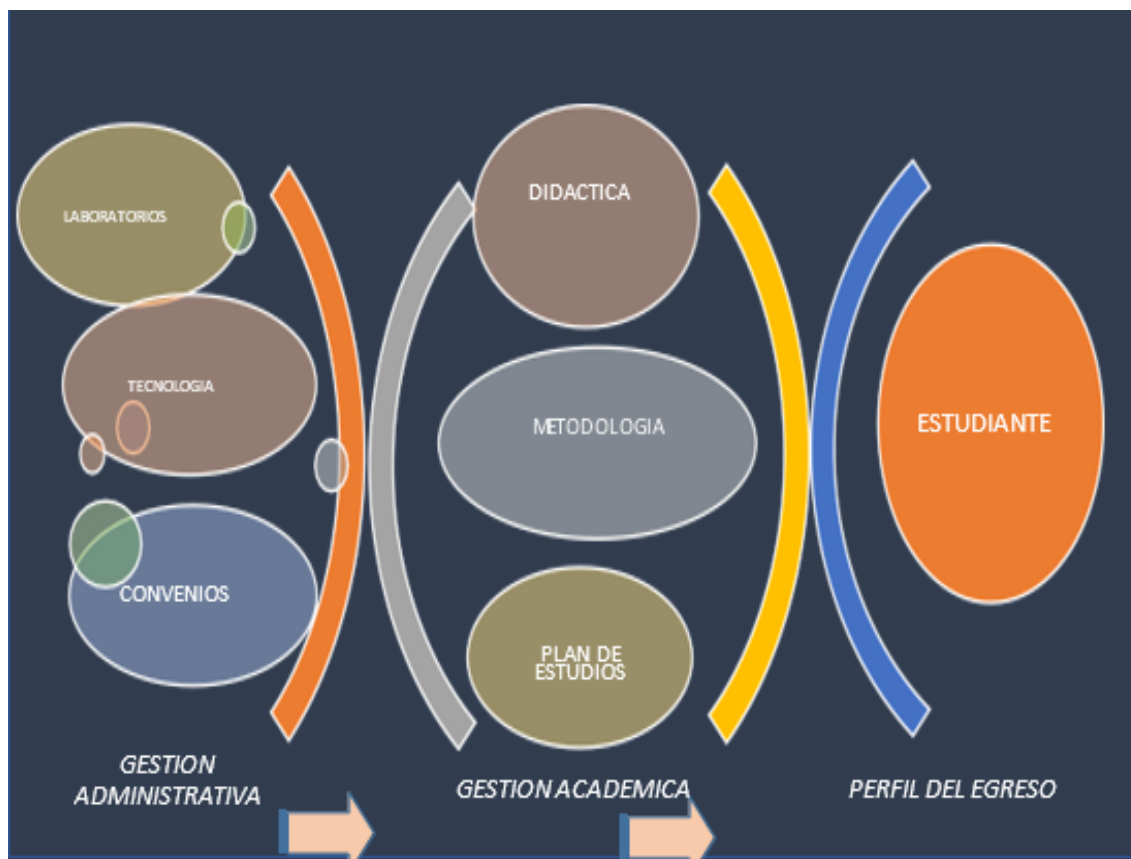 LABORATORIOS
TECNOLOGIA
CONVENIOS
GESTION
ADMINISTRATIVA
DIDACTICA
METODOLOGIA
PLAN DE
ESTUDIOS
GESTION ACADEMICA
ESTUDIANTE
PERFIL DEL EGRESO